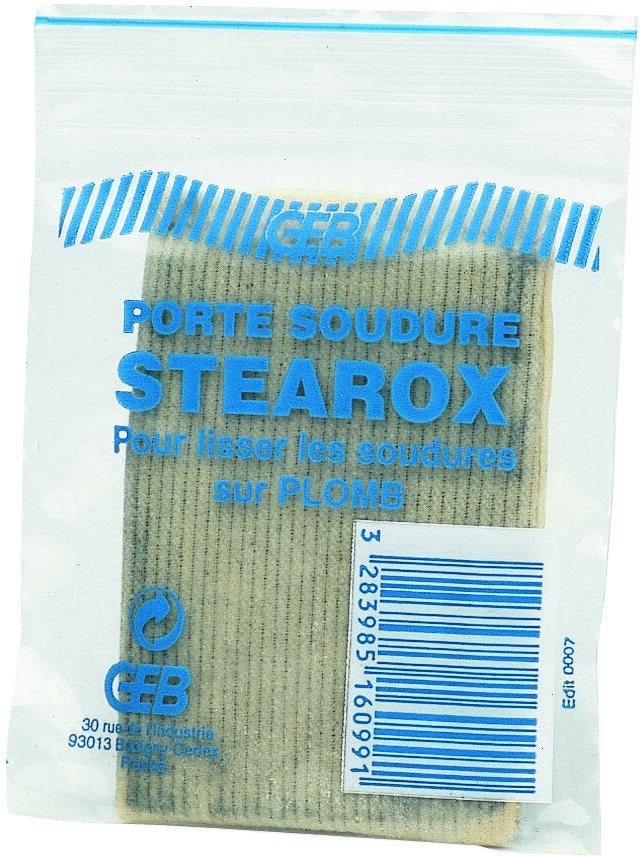 GEB
PORTE SOUDURE
STEAROX
Pour lisser les soudures
sur PLOMB
3 283985 160991
Edit 0007
GEB
30 rue de l'Industrie
93013 Bobigny Cedex
France